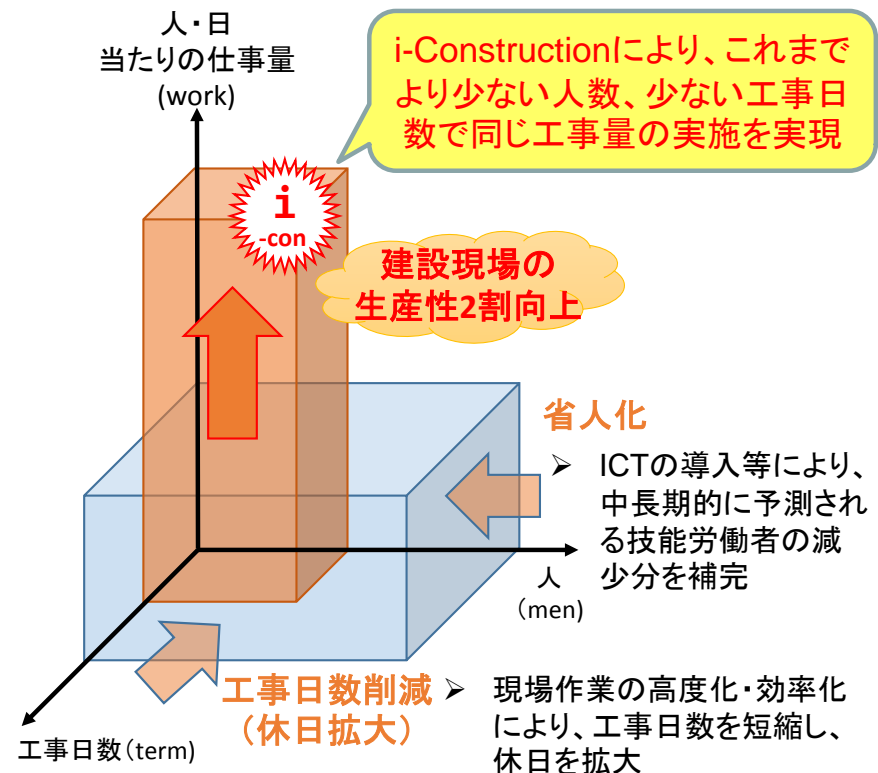 人・日
当たりの仕事量
(work)
i-Constructionにより、これまで
より少ない人数、少ない工事日
数で同じ工事量の実施を実現
i
-con
建設現場の
生産性2割向上
省人化
➢ ICTの導入等により、
中長期的に予測され
る技能労働者の減
少分を補完
人
（men）
工事日数削減
（休日拡大）
➢ 現場作業の高度化・効率化
により、工事日数を短縮し、
休日を拡大
工事日数（term）